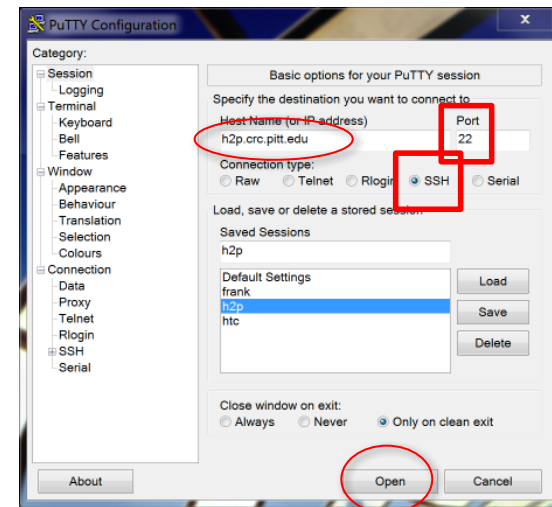 PuTTY Configuration
x
Category:
Session
Logging
Terminal
Keyboard
Bell
Features
Window
Appearance
Behaviour
Translation
Selection
Colours
Connection
Data
Proxy
Telnet
Rlogin
SSH
Serial
Basic options for your PuTTY session
Specify the destination you want to connect to
Host Name (or IP address) Port
h2p.crc.pitt.edu 22
Connection type:
Raw Telnet Rlogin SSH Serial
Load, save or delete a stored session
Saved Sessions
h2p
Default Settings
frank
h2p
htc
Load
Save
Delete
Close window on exit:
Always Never Only on clean exit
About Open Cancel